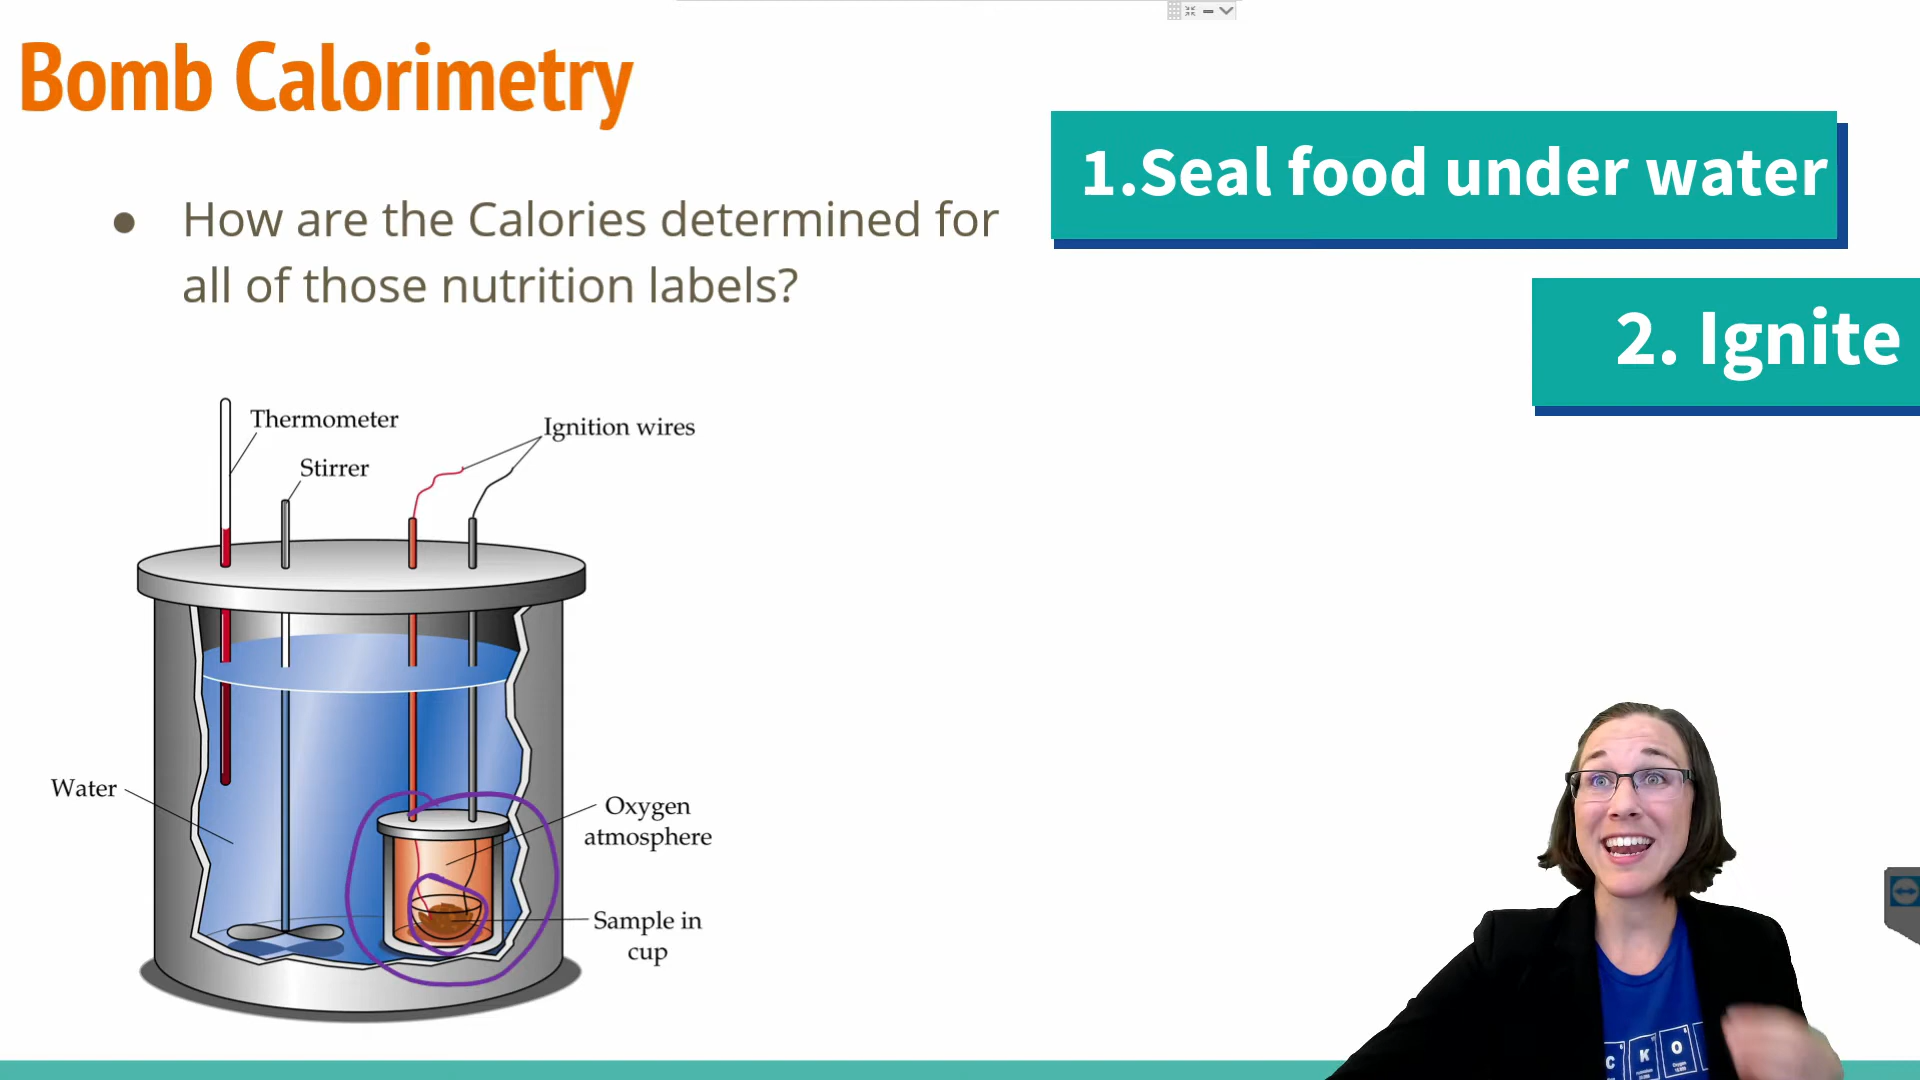 Bomb Calorimetry
1.Seal food under water
● How are the Calories determined for
all of those nutrition labels?
2. Ignite
Thermometer
Ignition wires
Stirrer
Water
Oxygen
atmosphere
Sample in
cup
C K O